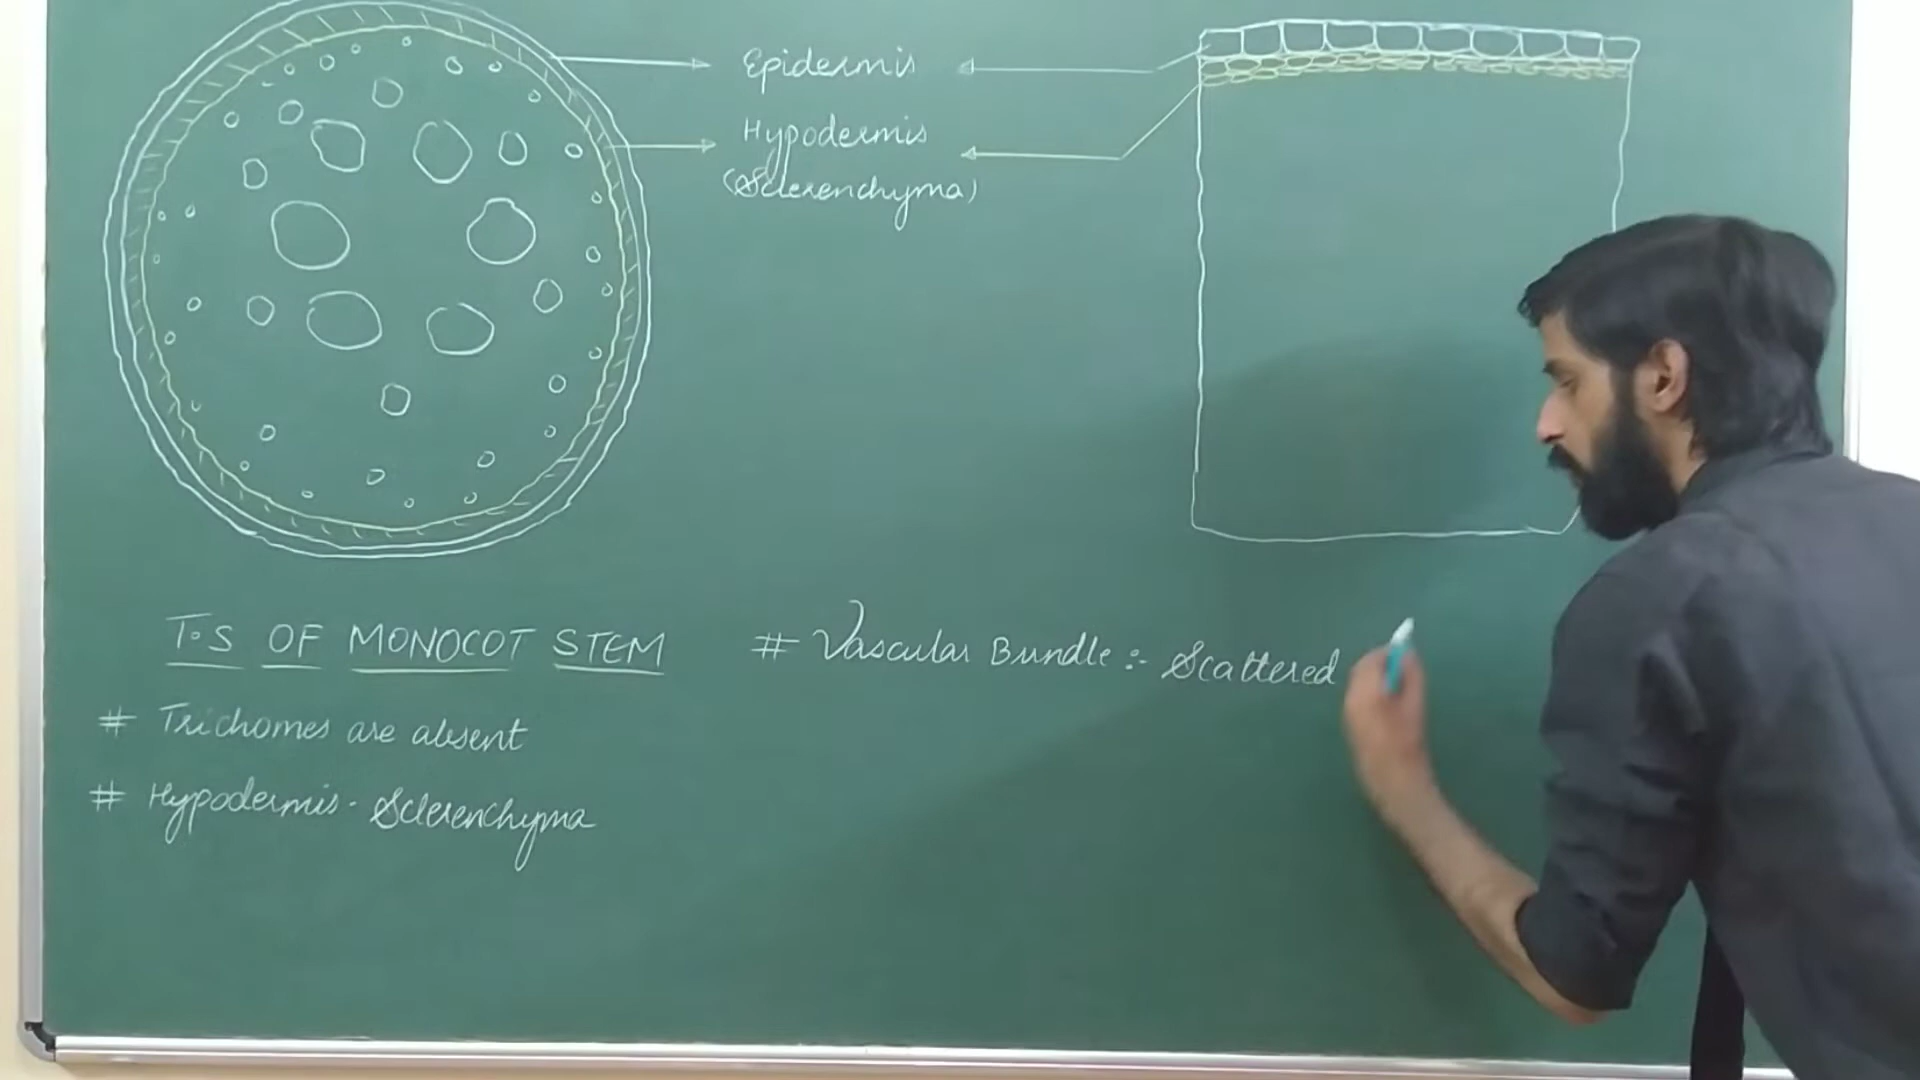 Epidermis
Hypodermis
(Sclerenchyma)
T.S OF MONOCOT STEM
# Trichomes are absent
# Hypodermis - Sclerenchyma
# Vascular Bundle :- Scattered